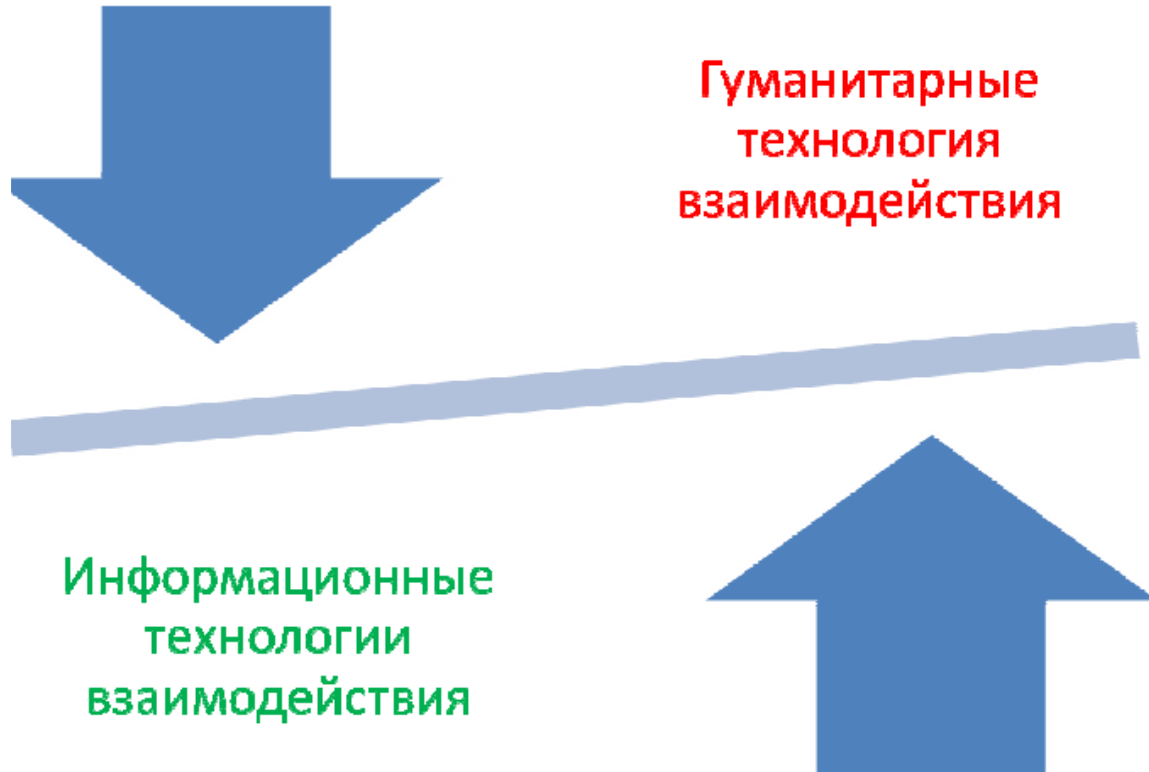 Гуманитарные
технология
взаимодействия
Информационные
технологии
взаимодействия